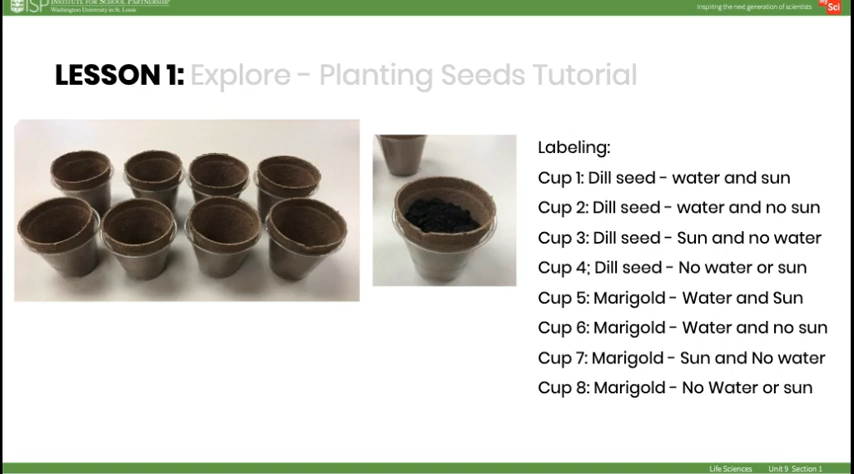 ISP
INSTITUTE FOR SCHOOL PARTNERSHIP
Washington University in St. Louis
Inspiring the next generation of scientists
my
Sci
LESSON 1: Explore - Planting Seeds Tutorial
Labeling:
Cup 1: Dill seed - water and sun
Cup 2: Dill seed - water and no sun
Cup 3: Dill seed - Sun and no water
Cup 4; Dill seed - No water or sun
Cup 5: Marigold - Water and Sun
Cup 6: Marigold - Water and no sun
Cup 7: Marigold - Sun and No water
Cup 8: Marigold - No Water or sun
Life Sciences Unit 9 Section 1